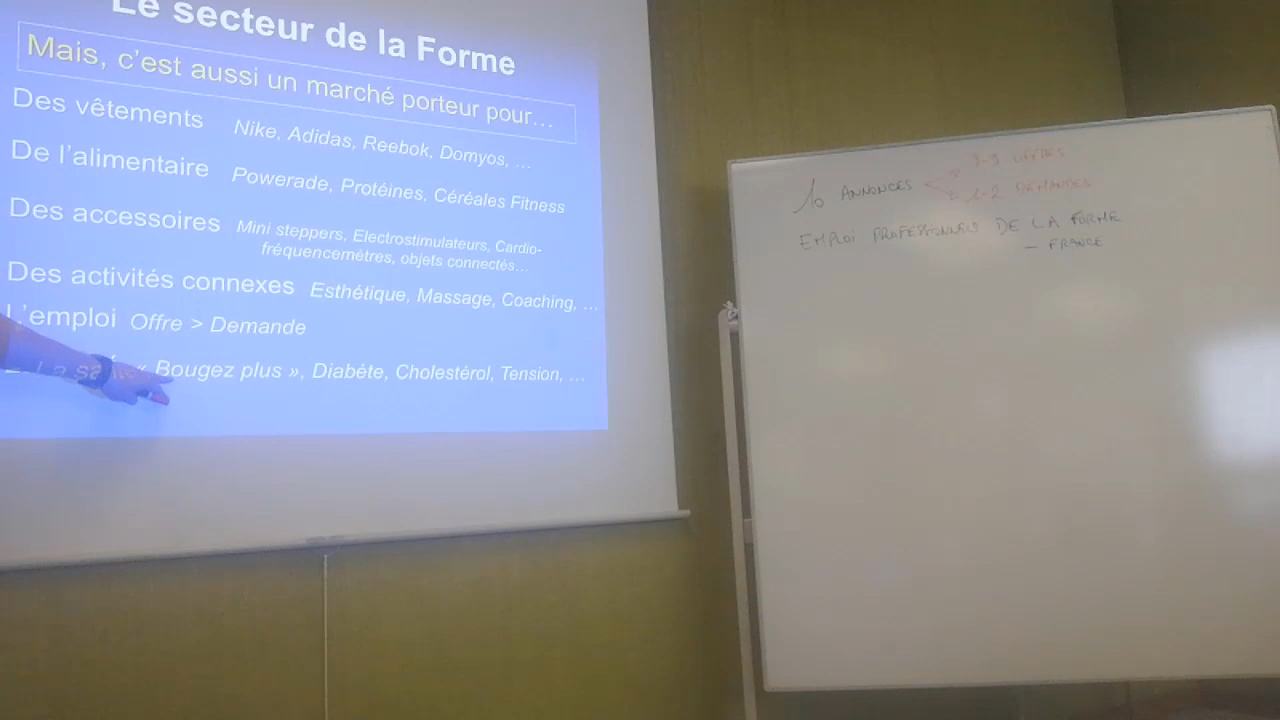 Le secteur de la Forme
Mais, c'est aussi un marché porteur pour…
Des vêtements Nike, Adidas, Reebok, Domyos, …
De l'alimentaire Powerade, Protéines, Céréales Fitness
Des accessoires Mini steppers, Electrostimulateurs, Cardio-
fréquencemètres, objets connectés…
Des activités connexes Esthétique, Massage, Coaching, …
L'emploi Offre > Demande
La « Bougez plus », Diabète, Cholestérol, Tension, …
10 ANNONCES
OFFRES
1-2 DEMANDES
EMPLOI PROFESSIONNELS DE LA FORME
– FRANCE